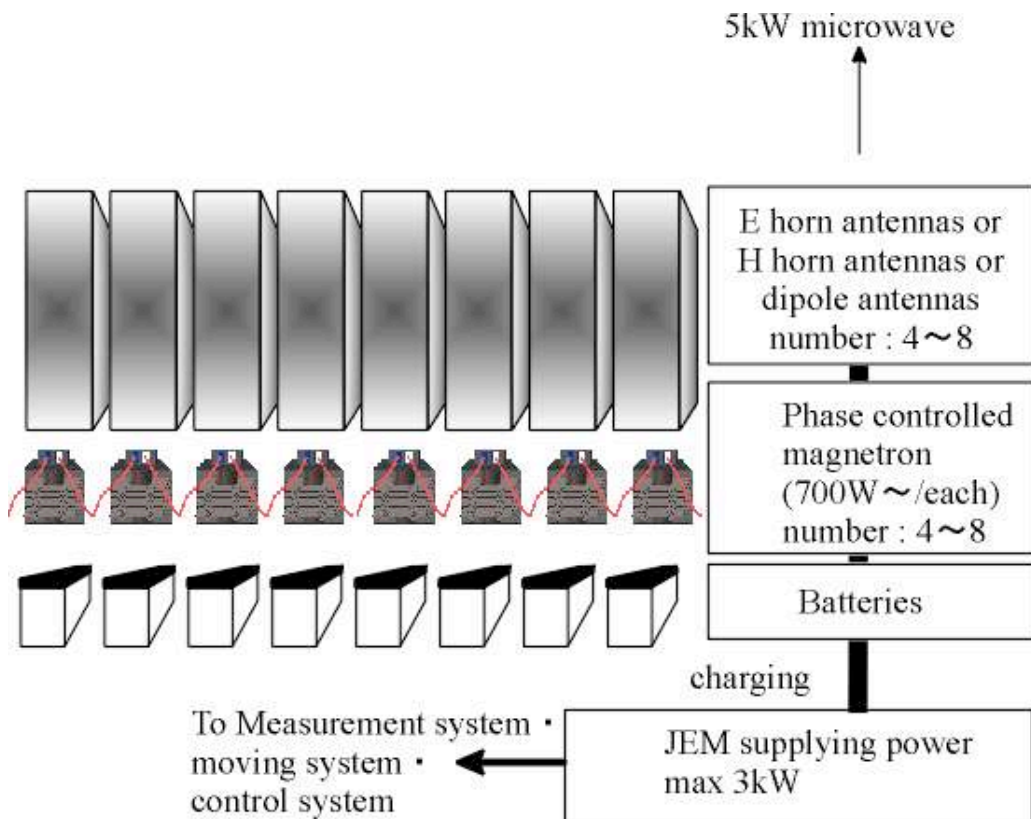 5kW microwave
E horn antennas or
H horn antennas or
dipole antennas
number : 4～8
Phase controlled
magnetron
(700W～/each)
number : 4～8
Batteries
charging
To Measurement system・
moving system・
control system
JEM supplying power
max 3kW